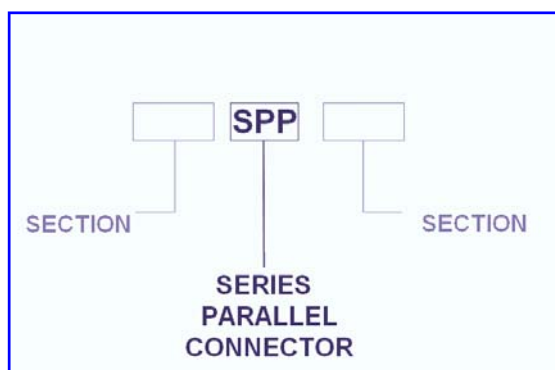 SPP
SECTION
SECTION
SERIES
PARALLEL
CONNECTOR